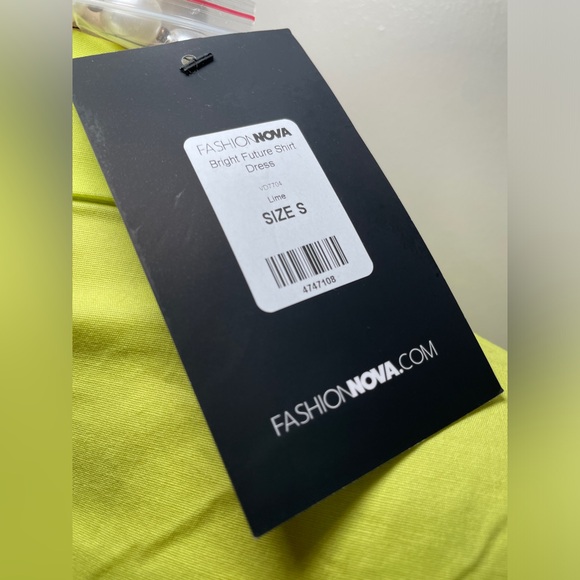 FASHIONNOVA
Bright Future Shirt
Dress
Lime
SIZE S
4747108
FASHIONNOVA.COM